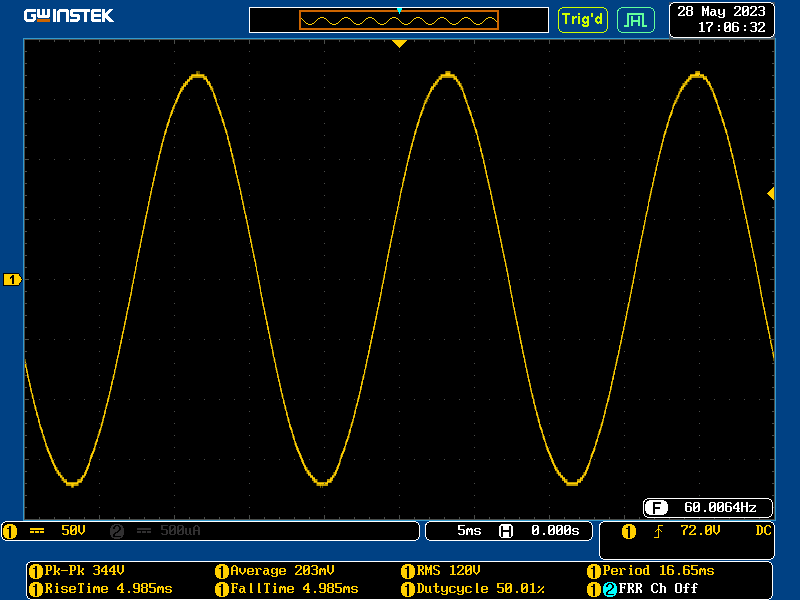 GWINSTEK
Trig'd
28 May 2023
17:06:32
1
F 60.0064Hz
1 50V 2 500uA
5ms H 0.000s
1 72.0V DC
1 Pk-Pk 344V 1 Average 203mV 1 RMS 120V 1 Period 16.65ms
1 RiseTime 4.985ms 1 FallTime 4.985ms 1 Dutycycle 50.01% 1 2 FRR Ch Off